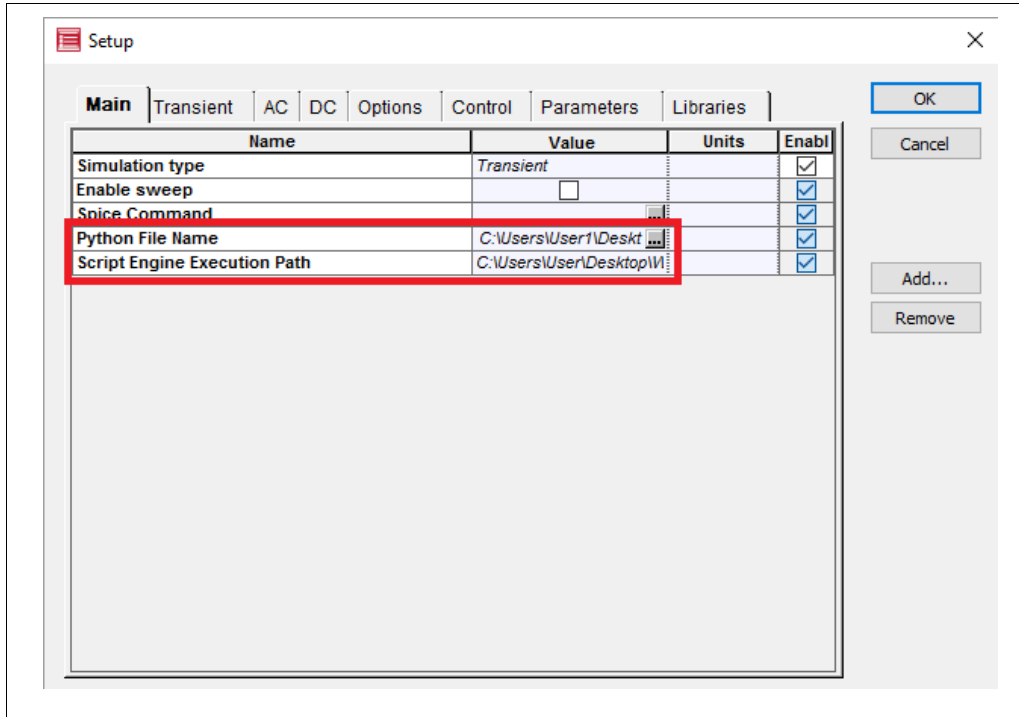 Setup
Main Transient AC DC Options Control Parameters Libraries
OK
Cancel
Add...
Remove
Name Value Units Enabl
Simulation type Transient
Enable sweep
Spice Command ...
Python File Name C:\Users\User1\Deskt ...
Script Engine Execution Path C:\Users\User\Desktop\